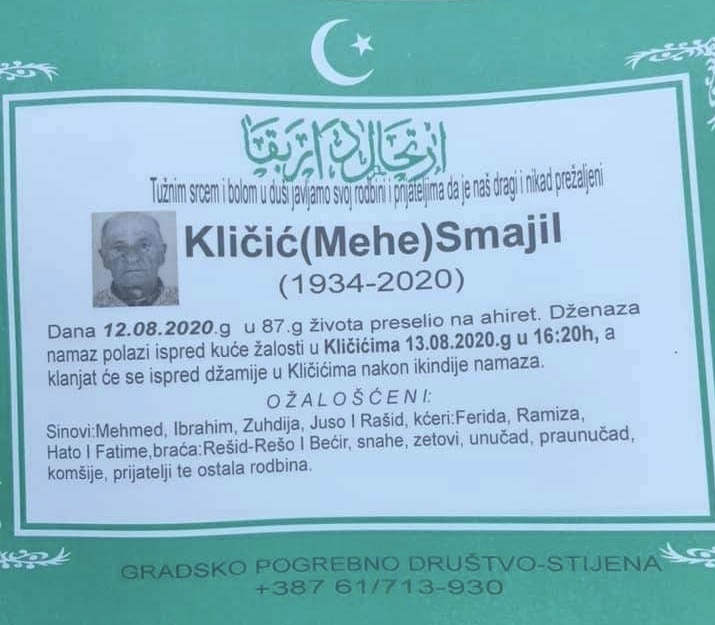 ارتحال دار بقا
Tužnim srcem i bolom u duši javljamo svoj rodbini i prijateljima da je naš dragi i nikad prežaljeni
Kličić(Mehe)Smajil
(1934-2020)
Dana 12.08.2020.g u 87.g života preselio na ahiret. Dženaza
namaz polazi ispred kuće žalosti u Kličićima 13.08.2020.g u 16:20h, a
klanjat će se ispred džamije u Kličićima nakon ikindije namaza.
OŽALOŠĆENI:
Sinovi:Mehmed, Ibrahim, Zuhdija, Juso I Rašid, kćeri:Ferida, Ramiza,
Hato I Fatime,braća:Rešid-Rešo I Bećir, snahe, zetovi, unučad, praunučad,
komšije, prijatelji te ostala rodbina.
GRADSKO POGREBNO DRUŠTVO-STIJENA
+387 61/713-930